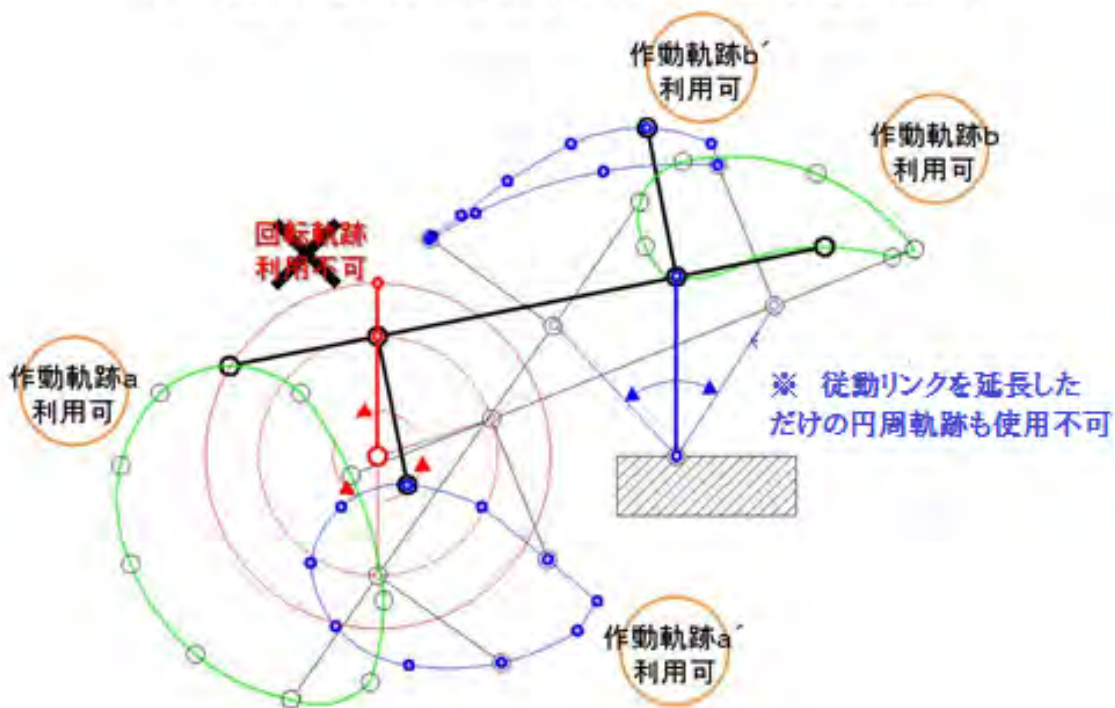 作動軌跡b´
利用可
作動軌跡b
利用可
回転軌跡
利用不可
作動軌跡a
利用可
※ 従動リンクを延長した
だけの円周軌跡も使用不可
作動軌跡a´
利用可